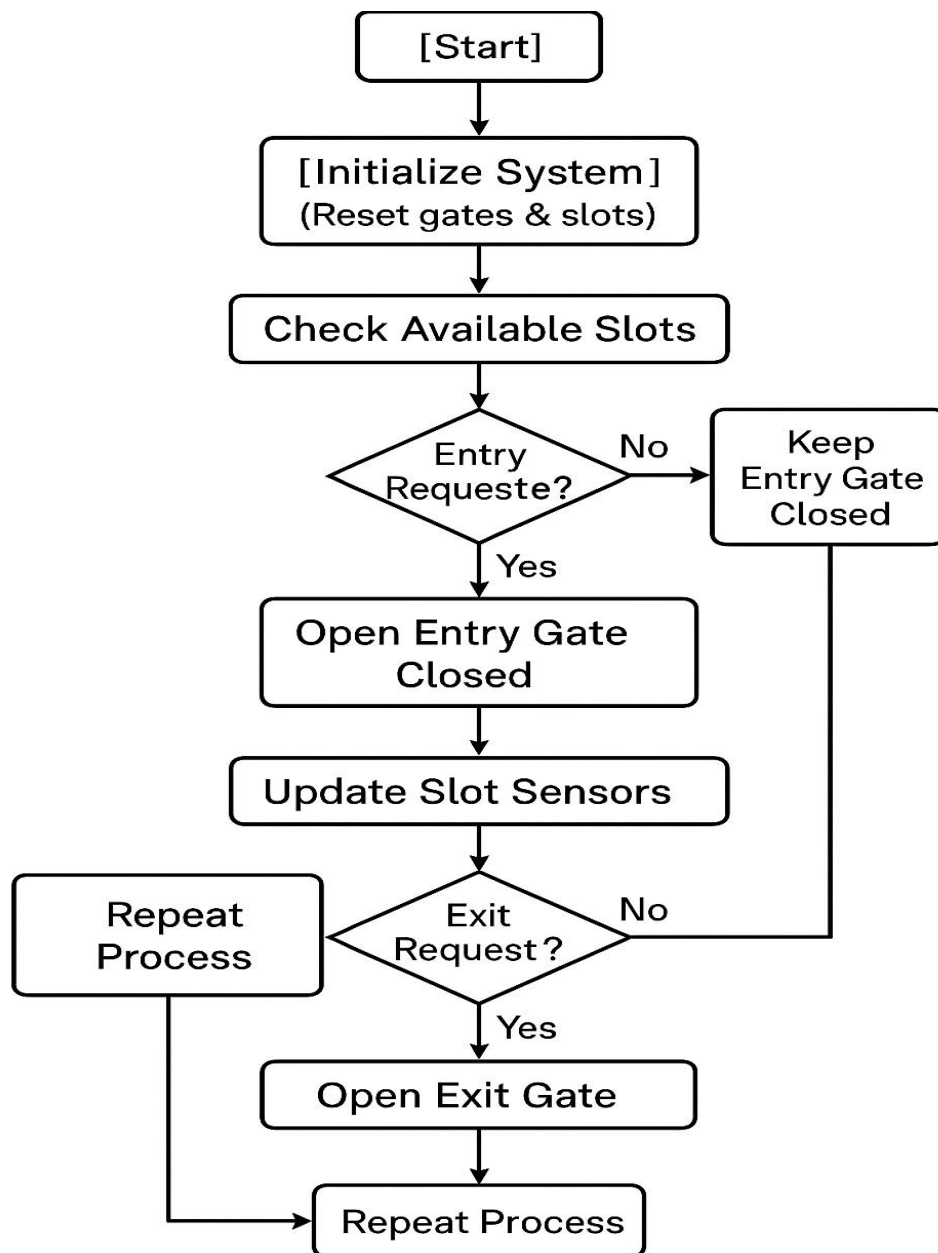 [Start]
[Initialize System]
(Reset gates & slots)
Check Available Slots
Entry
Requeste?
No
Keep
Entry Gate
Closed
Yes
Open Entry Gate
Closed
Update Slot Sensors
Repeat
Process
Exit
Request?
No
Yes
Open Exit Gate
Repeat Process